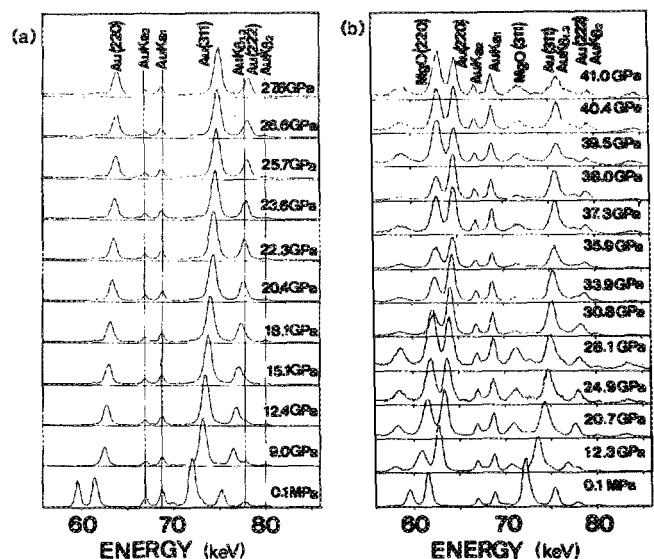 (a)
Au(220)
AuKα2
AuKα1
Au(311)
AuKβ1,3
Au(222)
AuKβ2
27.6GPa
26.6GPa
25.7GPa
23.6GPa
22.3GPa
20.4GPa
18.1GPa
15.1GPa
12.4GPa
9.0GPa
0.1MPa
60 70 80
ENERGY (keV)
(b)
MgO(220)
Au(220)
AuKα2
AuKα1
MgO(311)
Au(311)
AuKβ1,3
Au(222)
AuKβ2
41.0GPa
40.4GPa
39.5GPa
38.0GPa
37.3GPa
35.9GPa
33.9GPa
30.8GPa
28.1GPa
24.9GPa
20.7GPa
12.3GPa
0.1MPa
60 70 80
ENERGY (keV)